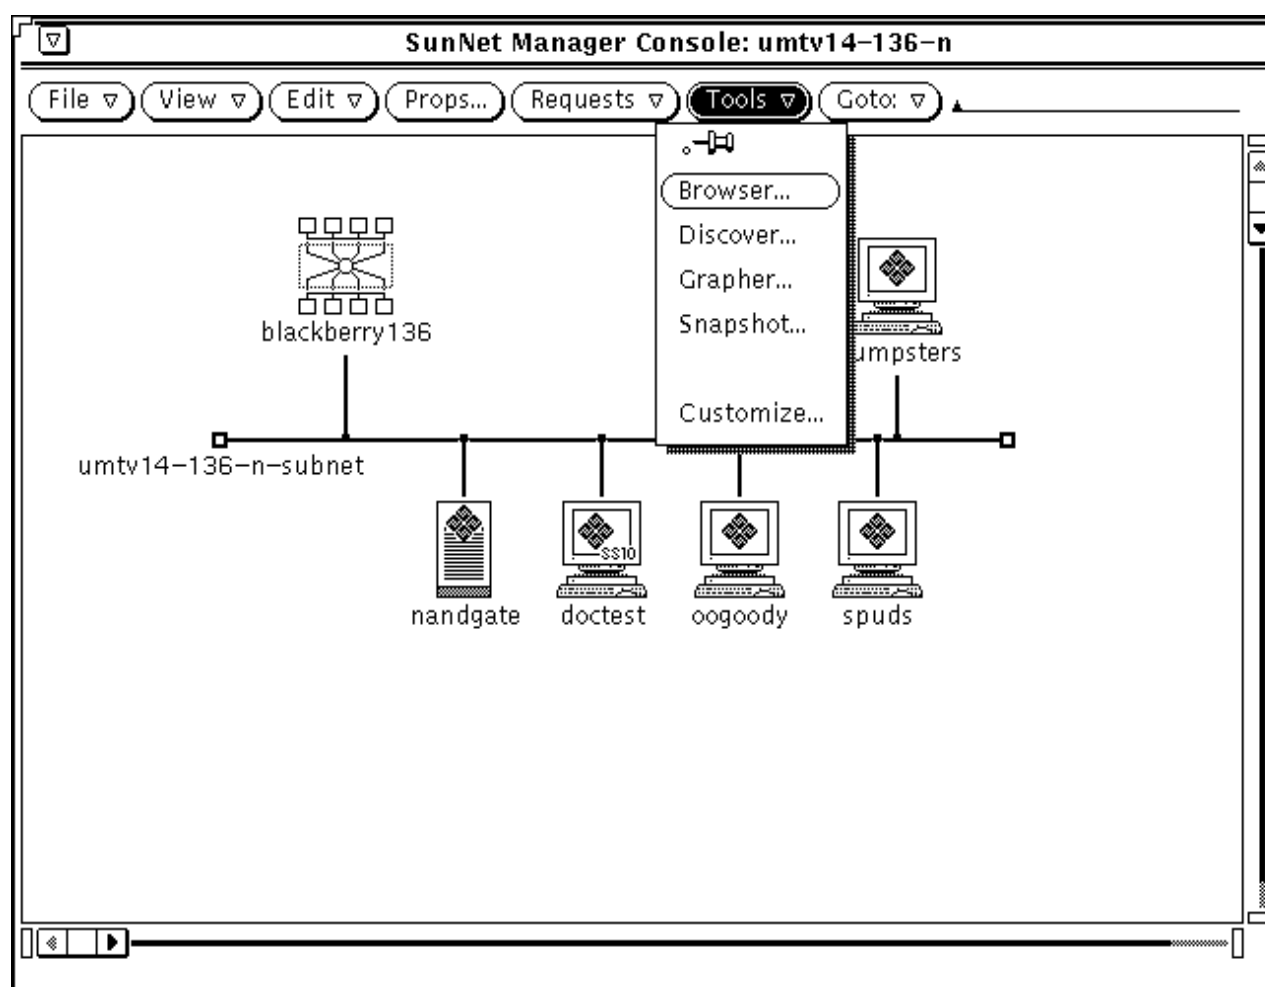 SunNet Manager Console: umtv14-136-n
File View Edit Props... Requests Tools Goto:
Browser...
Discover...
Grapher...
Snapshot...
Customize...
blackberry136
umpsters
umtv14-136-n-subnet
SS10
nandgate doctest oogoody spuds